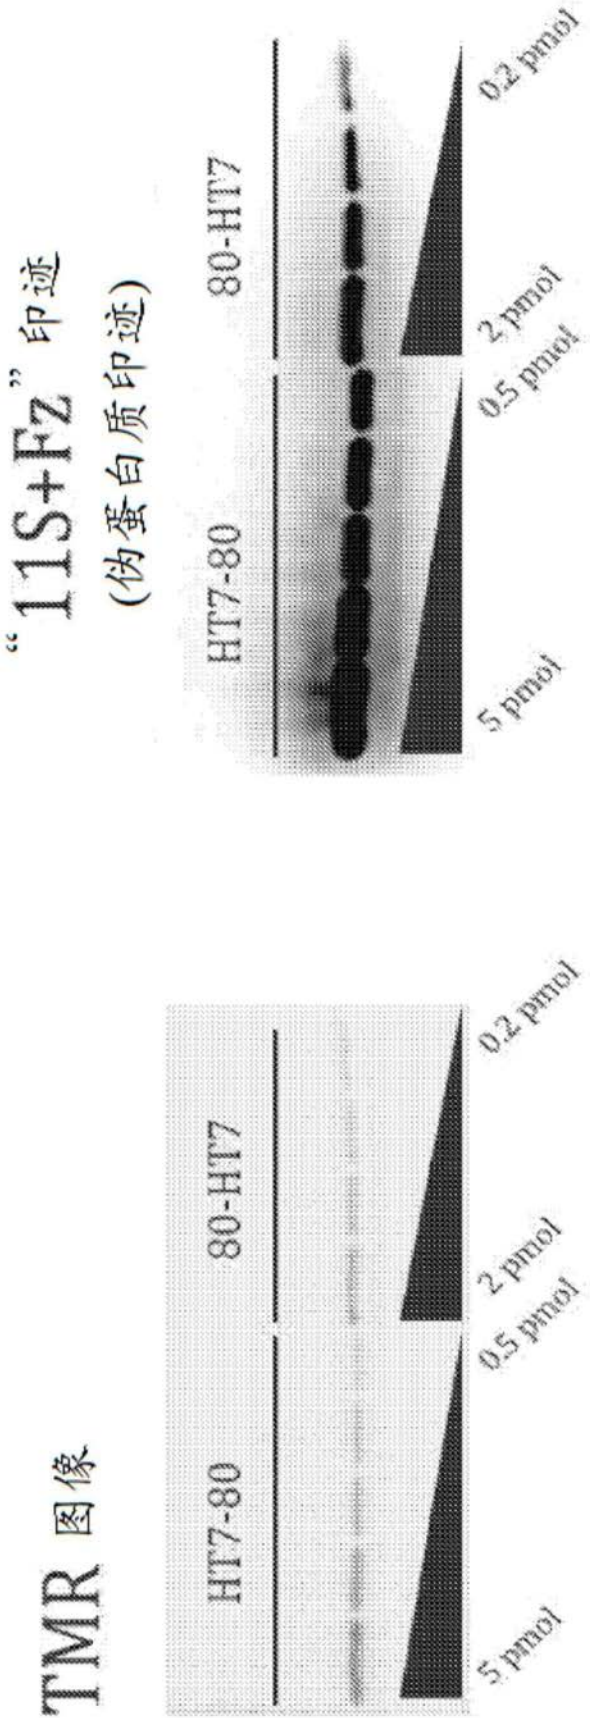 TMR 图像
HT7-80
80-HT7
5 pmol
0.5 pmol
2 pmol
0.2 pmol
“11S+Fz” 印迹
(伪蛋白质印迹)
HT7-80
80-HT7
5 pmol
0.5 pmol
2 pmol
0.2 pmol